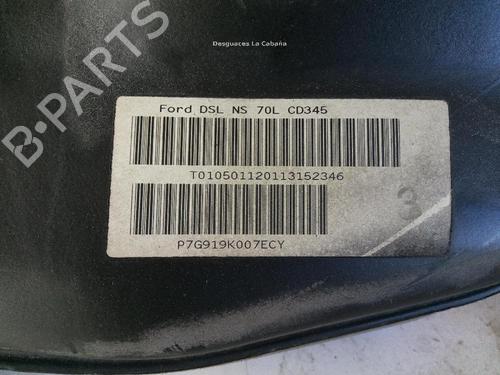 Desguaces La Cabaña
Ford DSL NS 70L CD345
T010501120113152346
P7G919K007ECY
3
B-PARTS